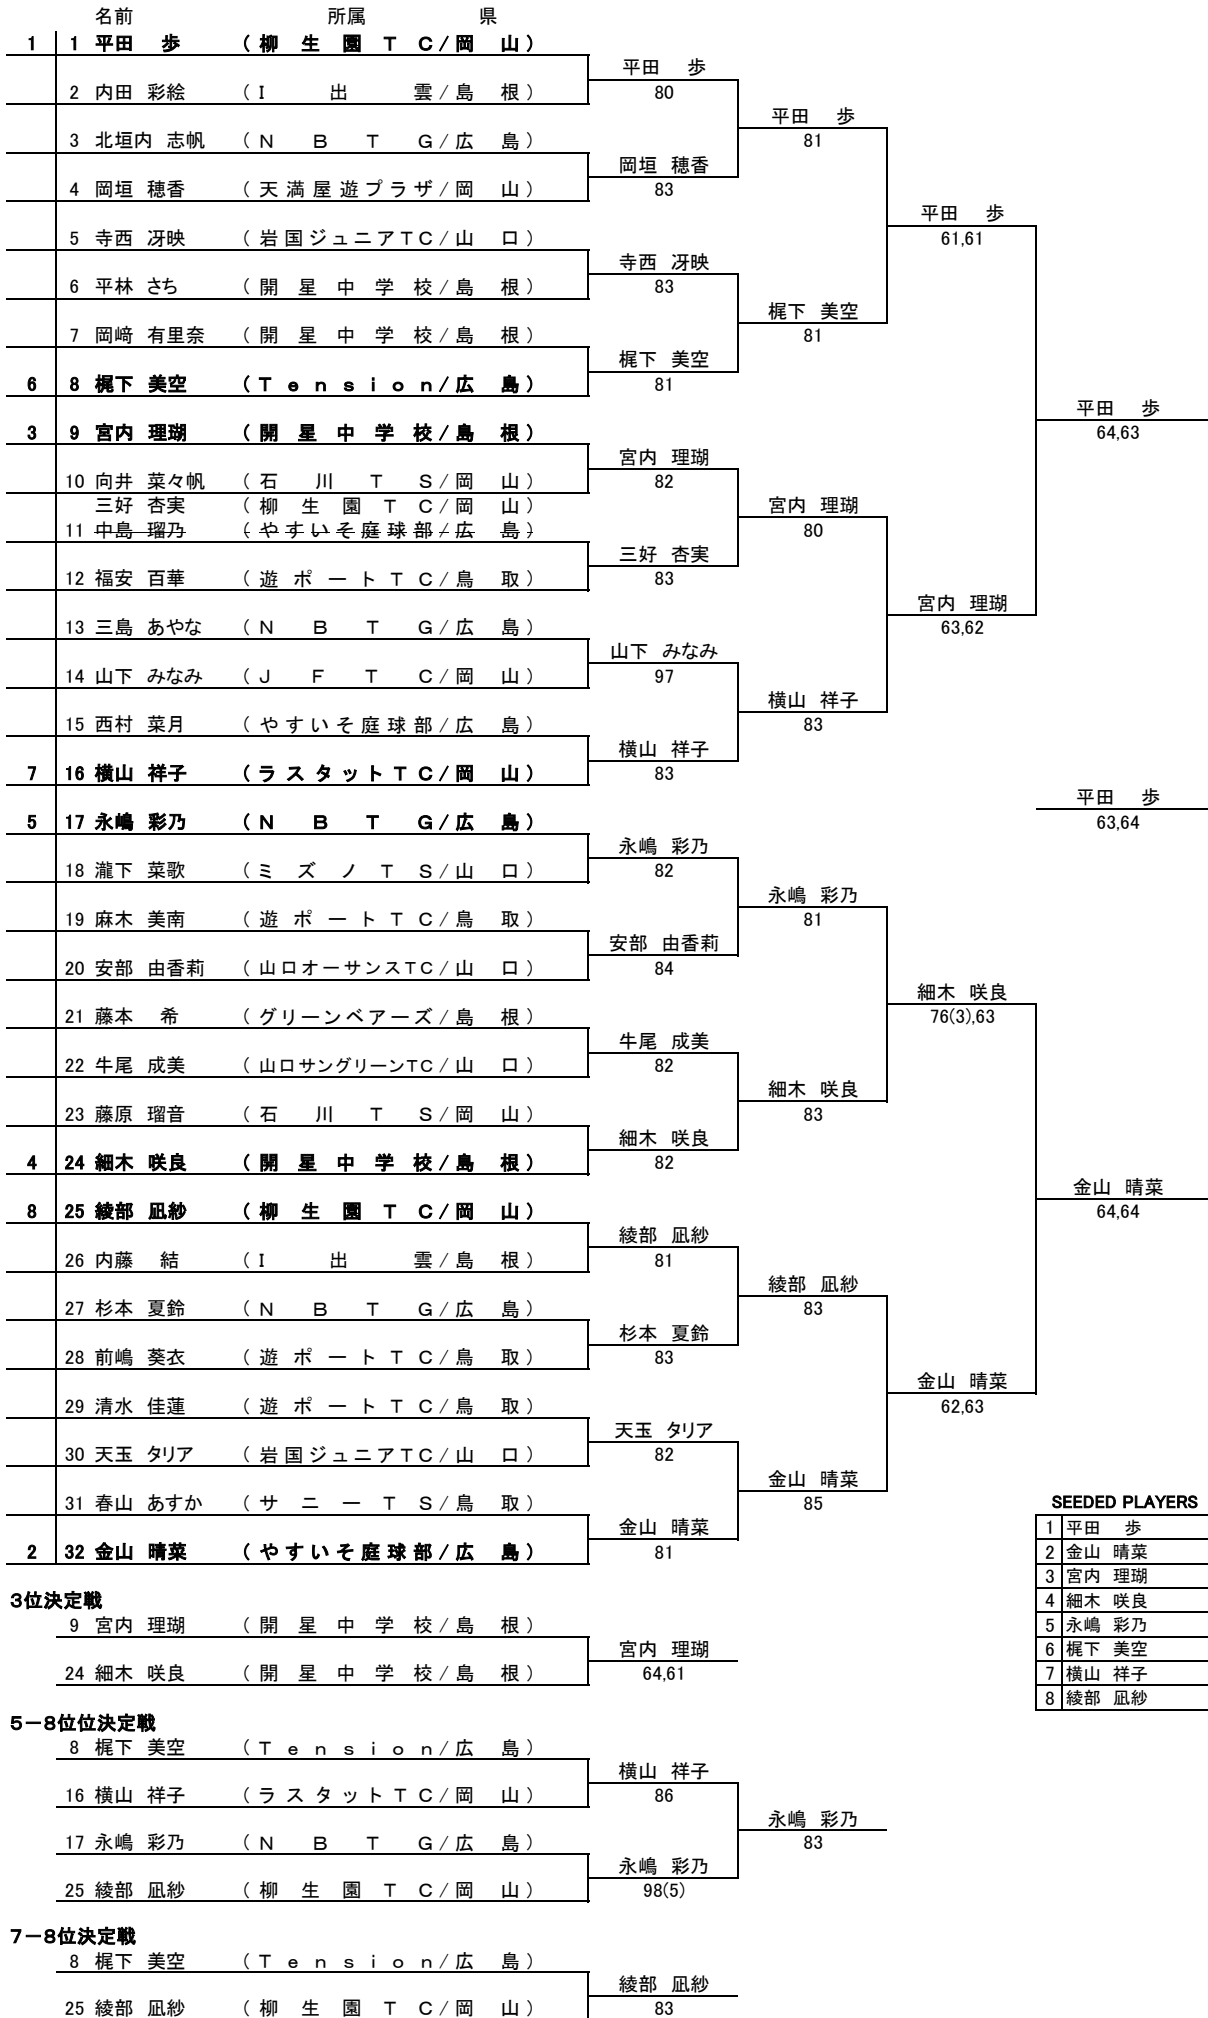 名前 所属 県
1 1 平田 歩 (柳生園TC/岡山)
平田 歩
2 内田 彩絵 (I出雲/島根) 80
平田 歩
3 北垣内 志帆 (NBTG/広島) 81
岡垣 穂香
4 岡垣 穂香 (天満屋遊プラザ/岡山) 83
平田 歩
5 寺西 冴映 (岩国ジュニアTC/山口) 61,61
寺西 冴映
6 平林 さち (開星中学校/島根) 83
梶下 美空
7 岡﨑 有里奈 (開星中学校/島根) 81
梶下 美空
6 8 梶下 美空 (Tension/広島) 81
平田 歩
3 9 宮内 理瑚 (開星中学校/島根) 64,63
宮内 理瑚
10 向井 菜々帆 (石川TS/岡山) 82
三好 杏実 (柳生園TC/岡山) 宮内 理瑚
11 中島 瑠乃 (やすいそ庭球部/広島) 80
三好 杏実
12 福安 百華 (遊ポートTC/鳥取) 83
宮内 理瑚
13 三島 あやな (NBTG/広島) 63,62
山下 みなみ
14 山下 みなみ (JFTC/岡山) 97
横山 祥子
15 西村 菜月 (やすいそ庭球部/広島) 83
横山 祥子
7 16 横山 祥子 (ラスタットTC/岡山) 83
平田 歩
5 17 永嶋 彩乃 (NBTG/広島) 63,64
永嶋 彩乃
18 瀧下 菜歌 (ミズノTS/山口) 82
永嶋 彩乃
19 麻木 美南 (遊ポートTC/鳥取) 81
安部 由香莉
20 安部 由香莉 (山口オーサンスTC/山口) 84
細木 咲良
21 藤本 希 (グリーンベアーズ/島根) 76(3),63
牛尾 成美
22 牛尾 成美 (山口サングリーンTC/山口) 82
細木 咲良
23 藤原 瑠音 (石川TS/岡山) 83
細木 咲良
4 24 細木 咲良 (開星中学校/島根) 82
金山 晴菜
8 25 綾部 凪紗 (柳生園TC/岡山) 64,64
綾部 凪紗
26 内藤 結 (I出雲/島根) 81
綾部 凪紗
27 杉本 夏鈴 (NBTG/広島) 83
杉本 夏鈴
28 前嶋 葵衣 (遊ポートTC/鳥取) 83
金山 晴菜
29 清水 佳蓮 (遊ポートTC/鳥取) 62,63
天玉 タリア
30 天玉 タリア (岩国ジュニアTC/山口) 82
金山 晴菜
31 春山 あすか (サニーTS/鳥取) 85
金山 晴菜
2 32 金山 晴菜 (やすいそ庭球部/広島) 81
SEEDED PLAYERS
1 平田 歩
2 金山 晴菜
3 宮内 理瑚
4 細木 咲良
5 永嶋 彩乃
6 梶下 美空
7 横山 祥子
8 綾部 凪紗
3位決定戦
9 宮内 理瑚 (開星中学校/島根)
宮内 理瑚
24 細木 咲良 (開星中学校/島根) 64,61
5-8位位決定戦
8 梶下 美空 (Tension/広島)
横山 祥子
16 横山 祥子 (ラスタットTC/岡山) 86
永嶋 彩乃
17 永嶋 彩乃 (NBTG/広島) 83
永嶋 彩乃
25 綾部 凪紗 (柳生園TC/岡山) 98(5)
7-8位決定戦
8 梶下 美空 (Tension/広島)
綾部 凪紗
25 綾部 凪紗 (柳生園TC/岡山) 83